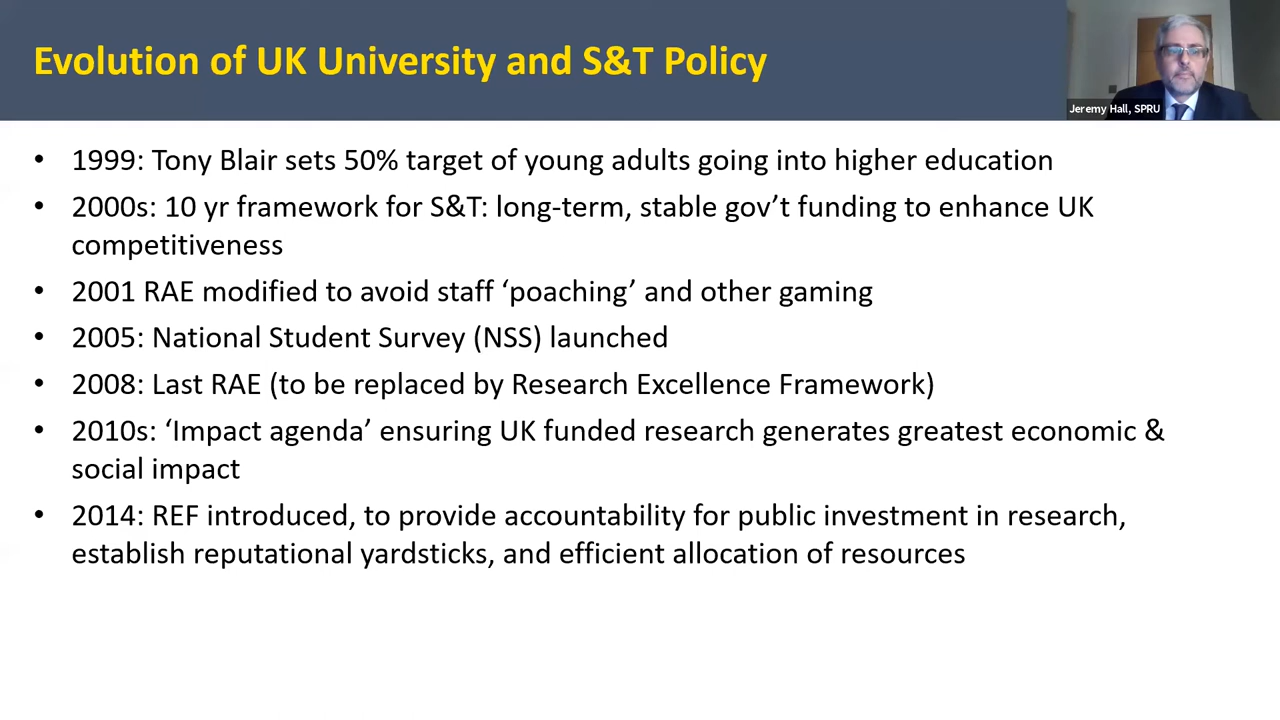 Evolution of UK University and S&T Policy
Jeremy Hall, SPRU
• 1999: Tony Blair sets 50% target of young adults going into higher education
• 2000s: 10 yr framework for S&T: long-term, stable gov’t funding to enhance UK
competitiveness
• 2001 RAE modified to avoid staff ‘poaching’ and other gaming
• 2005: National Student Survey (NSS) launched
• 2008: Last RAE (to be replaced by Research Excellence Framework)
• 2010s: ‘Impact agenda’ ensuring UK funded research generates greatest economic &
social impact
• 2014: REF introduced, to provide accountability for public investment in research,
establish reputational yardsticks, and efficient allocation of resources